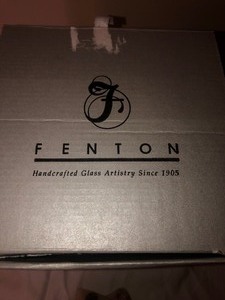 F
FENTON
Handcrafted Glass Artistry Since 1905